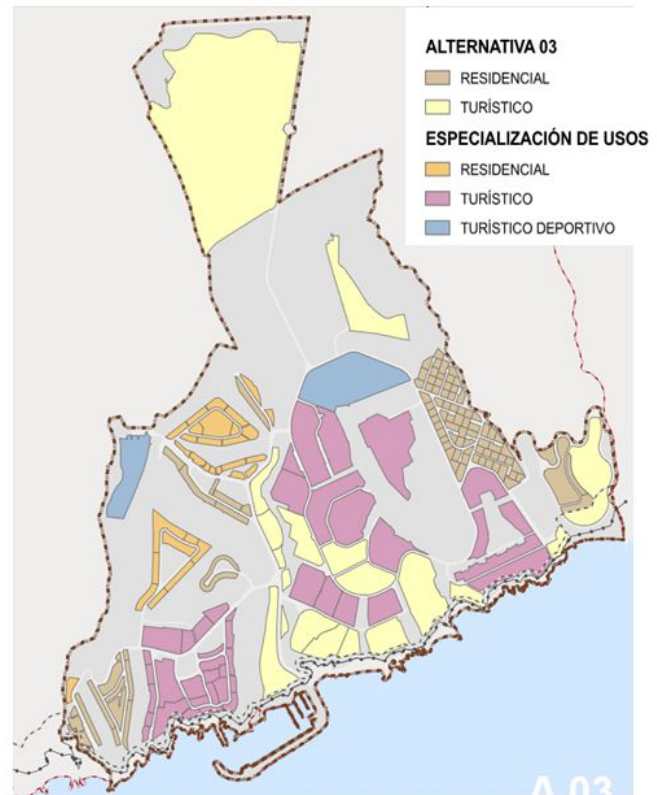 ALTERNATIVA 03
RESIDENCIAL
TURÍSTICO
ESPECIALIZACIÓN DE USOS
RESIDENCIAL
TURÍSTICO
TURÍSTICO DEPORTIVO
A 03